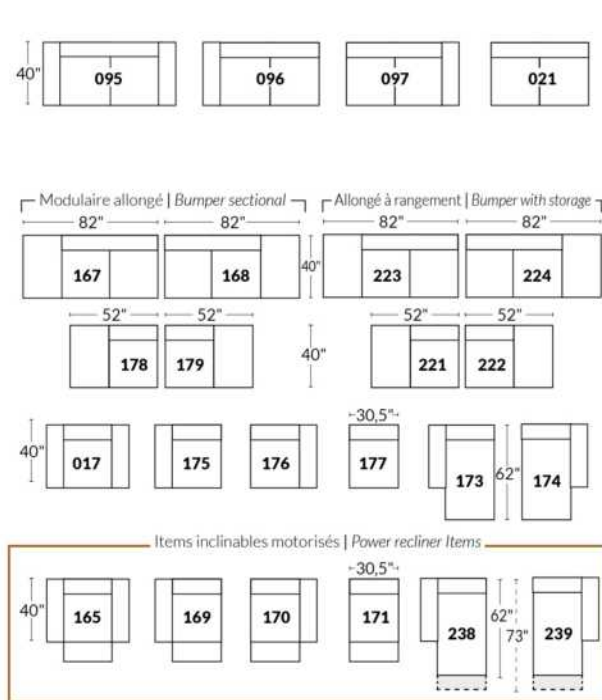 40" 095 096 097 021
Modulaire allongé | Bumper sectional Allongé à rangement | Bumper with storage
82" 82" 82" 82"
167 168 40" 223 224
52" 52" 52" 52"
178 179 40" 221 222
30,5"
40" 017 175 176 177 173 62" 174
Items inclinables motorisés | Power recliner Items
30,5"
40" 165 169 170 171 238 62" 73" 239